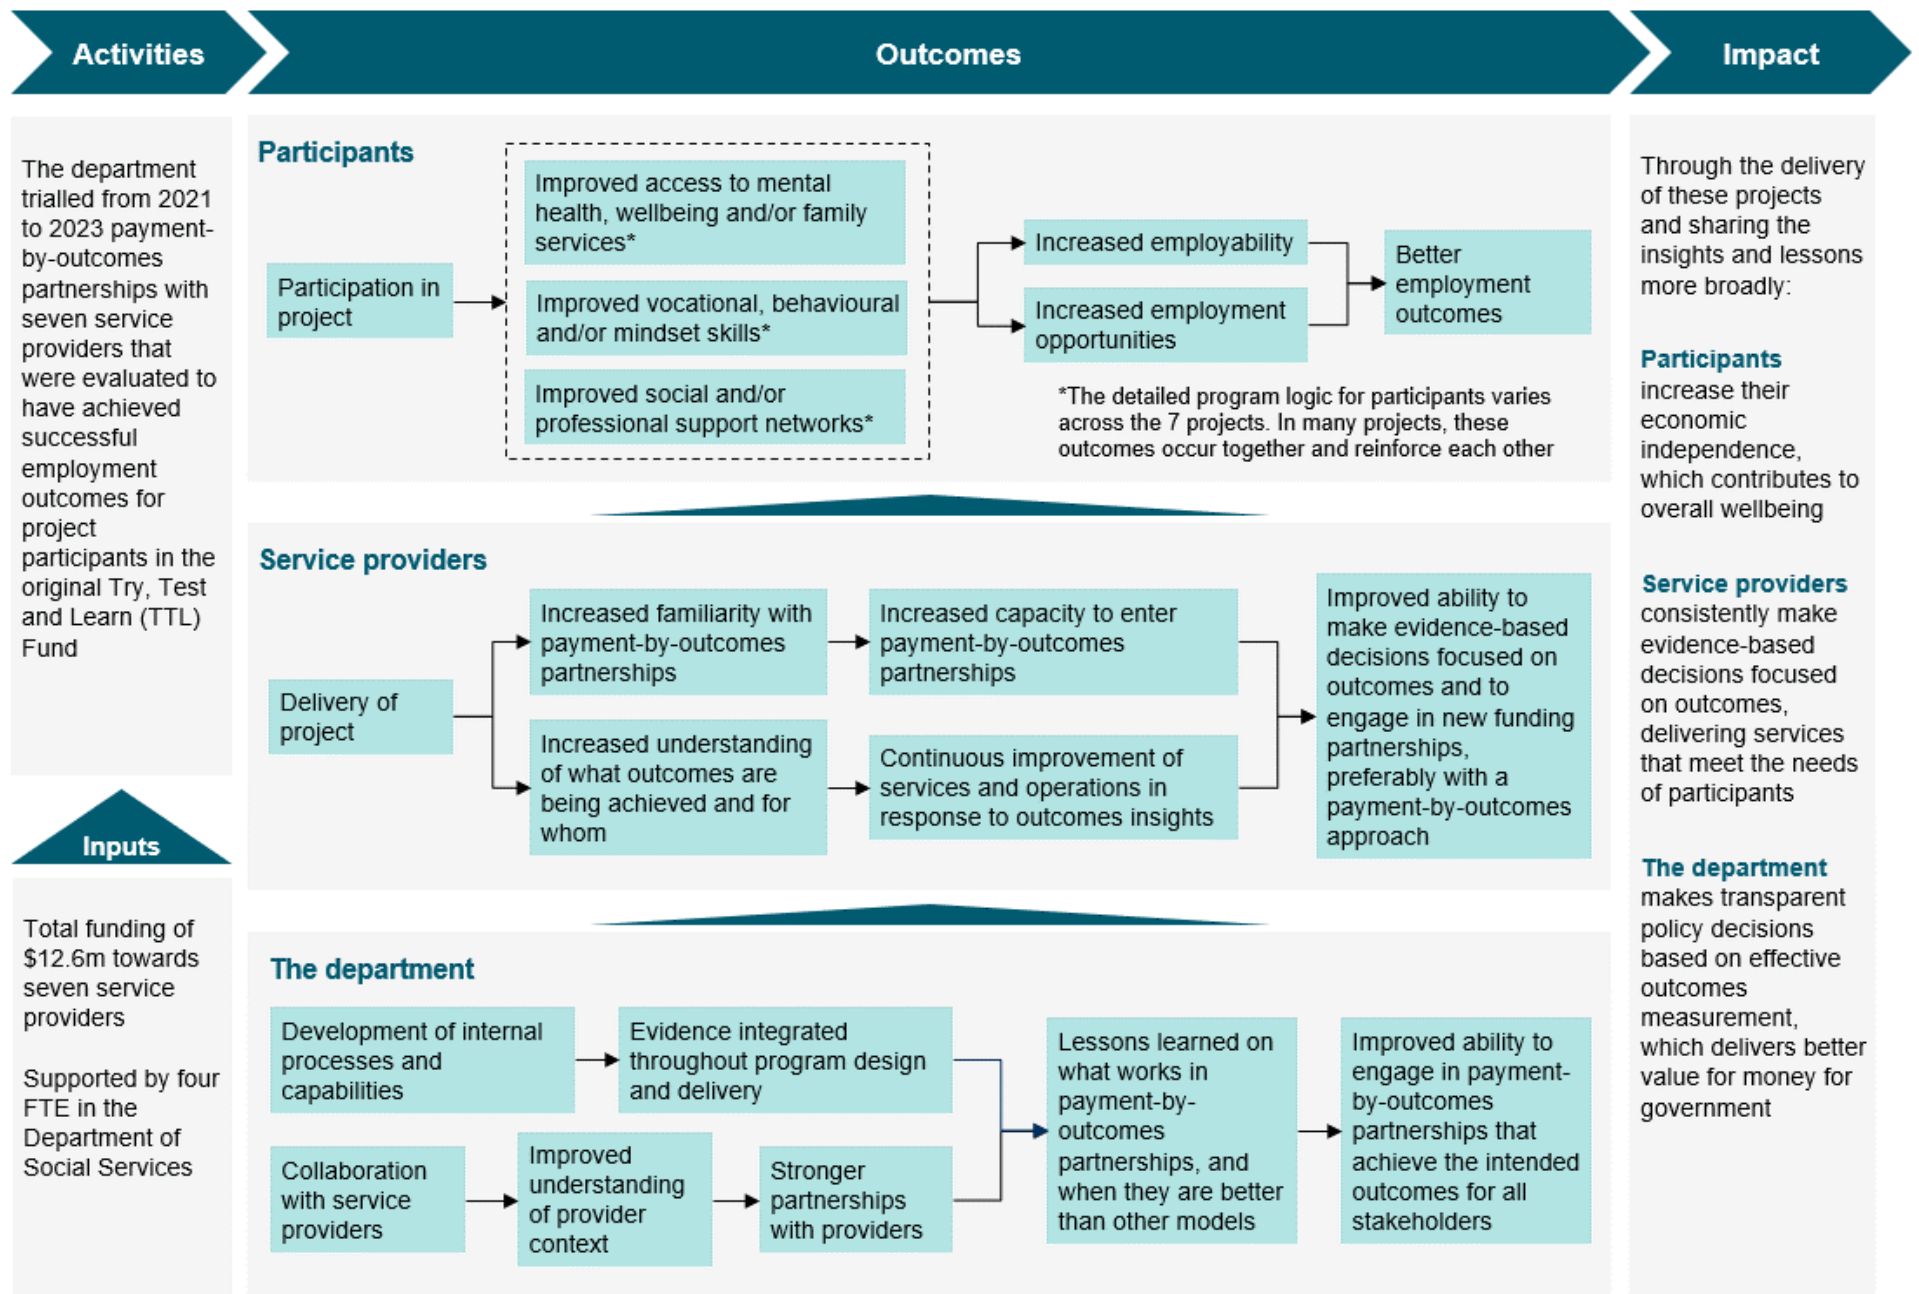 Activities
Outcomes
Impact
The department
trialled from 2021
to 2023 payment-
by-outcomes
partnerships with
seven service
providers that
were evaluated to
have achieved
successful
employment
outcomes for
project
participants in the
original Try, Test
and Learn (TTL)
Fund
Inputs
Total funding of
$12.6m towards
seven service
providers
Supported by four
FTE in the
Department of
Social Services
Participants
Participation in
project
Improved access to mental
health, wellbeing and/or family
services*
Improved vocational, behavioural
and/or mindset skills*
Improved social and/or
professional support networks*
Increased employability
Increased employment
opportunities
Better
employment
outcomes
*The detailed program logic for participants varies
across the 7 projects. In many projects, these
outcomes occur together and reinforce each other
Service providers
Delivery of
project
Increased familiarity with
payment-by-outcomes
partnerships
Increased capacity to enter
payment-by-outcomes
partnerships
Increased understanding
of what outcomes are
being achieved and for
whom
Continuous improvement of
services and operations in
response to outcomes insights
Improved ability to
make evidence-based
decisions focused on
outcomes and to
engage in new funding
partnerships,
preferably with a
payment-by-outcomes
approach
The department
Development of internal
processes and
capabilities
Evidence integrated
throughout program design
and delivery
Collaboration
with service
providers
Improved
understanding
of provider
context
Stronger
partnerships
with providers
Lessons learned on
what works in
payment-by-
outcomes
partnerships, and
when they are better
than other models
Improved ability to
engage in payment-
by-outcomes
partnerships that
achieve the intended
outcomes for all
stakeholders
Through the delivery
of these projects
and sharing the
insights and lessons
more broadly:
Participants
increase their
economic
independence,
which contributes to
overall wellbeing
Service providers
consistently make
evidence-based
decisions focused
on outcomes,
delivering services
that meet the needs
of participants
The department
makes transparent
policy decisions
based on effective
outcomes
measurement,
which delivers better
value for money for
government